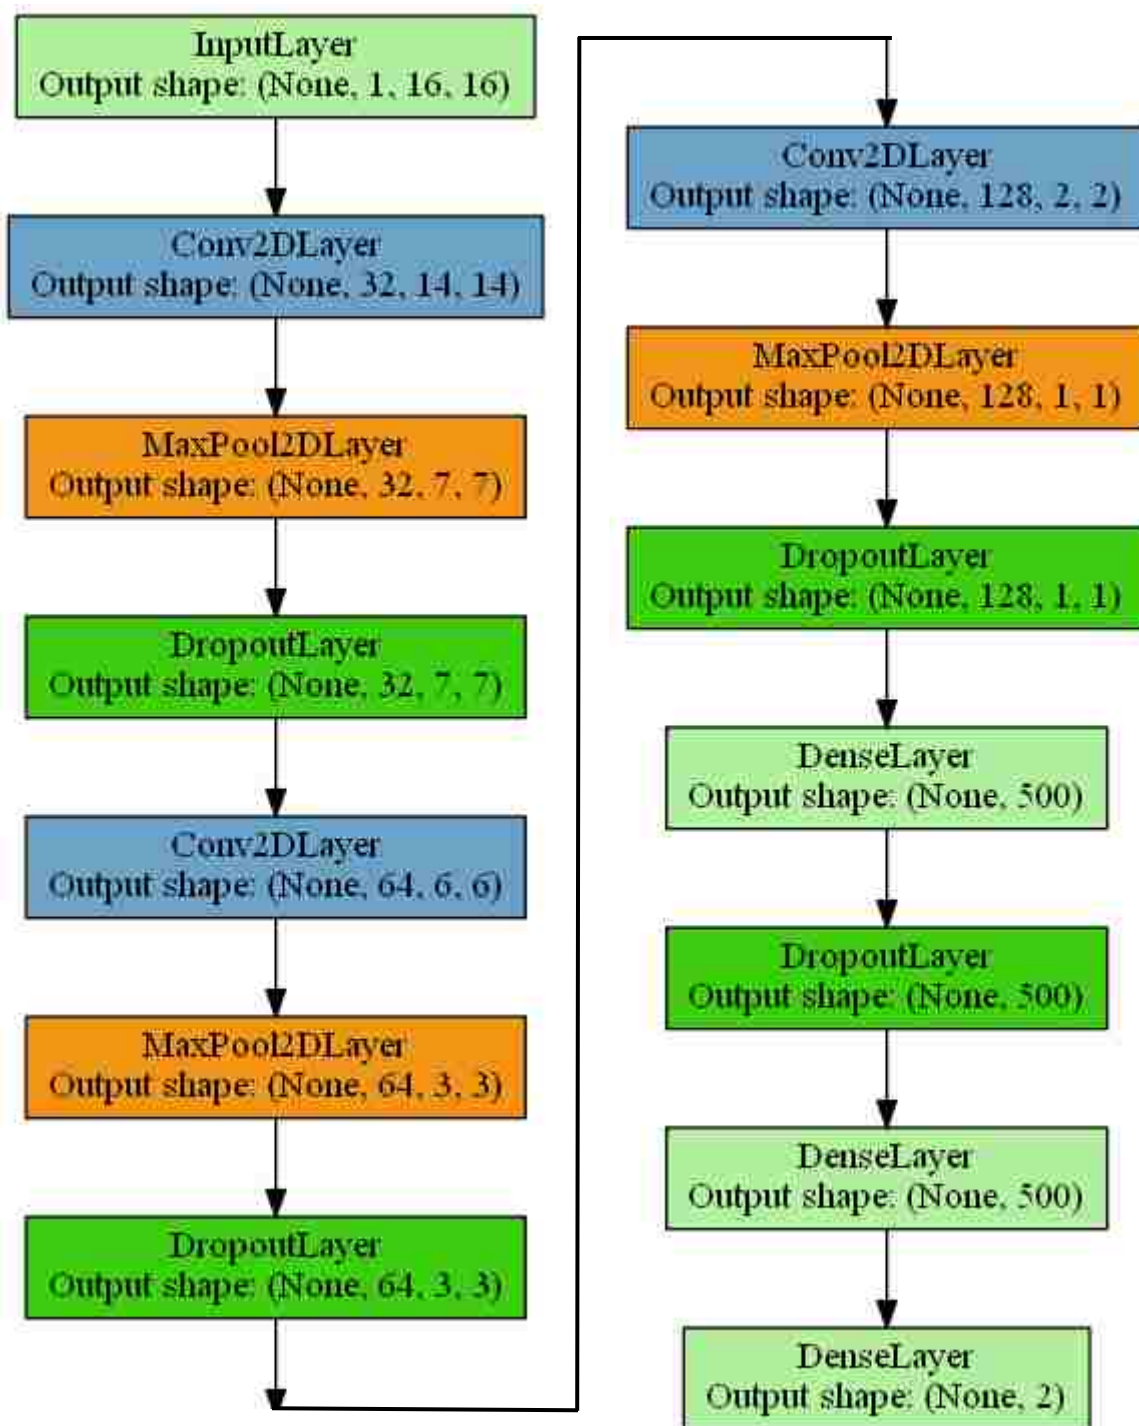 InputLayer
Output shape: (None, 1, 16, 16)
Conv2DLayer
Output shape: (None, 32, 14, 14)
MaxPool2DLayer
Output shape: (None, 32, 7, 7)
DropoutLayer
Output shape: (None, 32, 7, 7)
Conv2DLayer
Output shape: (None, 64, 6, 6)
MaxPool2DLayer
Output shape: (None, 64, 3, 3)
DropoutLayer
Output shape: (None, 64, 3, 3)
Conv2DLayer
Output shape: (None, 128, 2, 2)
MaxPool2DLayer
Output shape: (None, 128, 1, 1)
DropoutLayer
Output shape: (None, 128, 1, 1)
DenseLayer
Output shape: (None, 500)
DropoutLayer
Output shape: (None, 500)
DenseLayer
Output shape: (None, 500)
DenseLayer
Output shape: (None, 2)